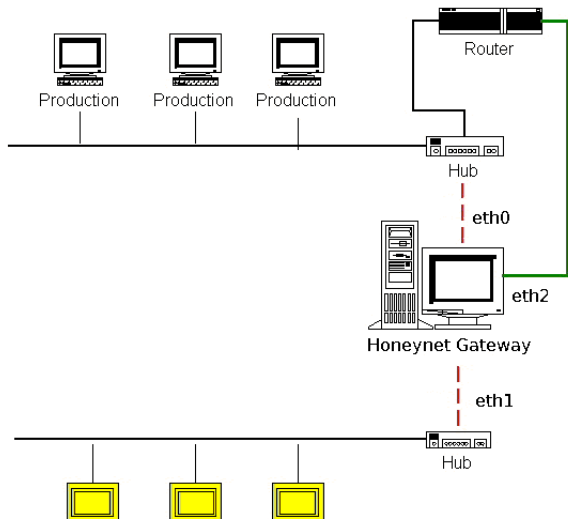 Router
Production Production Production
Hub
eth0
eth2
Honeynet Gateway
eth1
Hub